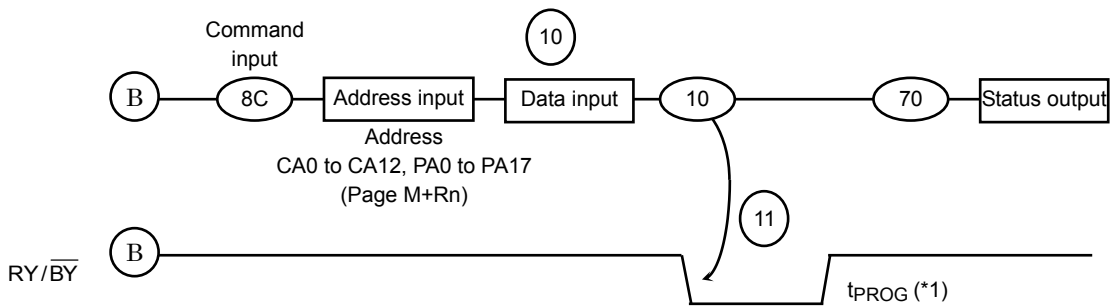 Command
input
10
B
8C
Address input
Data input
10
70
Status output
Address
CA0 to CA12, PA0 to PA17
(Page M+Rn)
11
B
RY/BY
tPROG (*1)